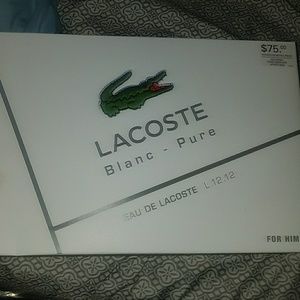 $75.00
LACOSTE
Blanc - Pure
EAU DE LACOSTE L.12.12
FOR HIM